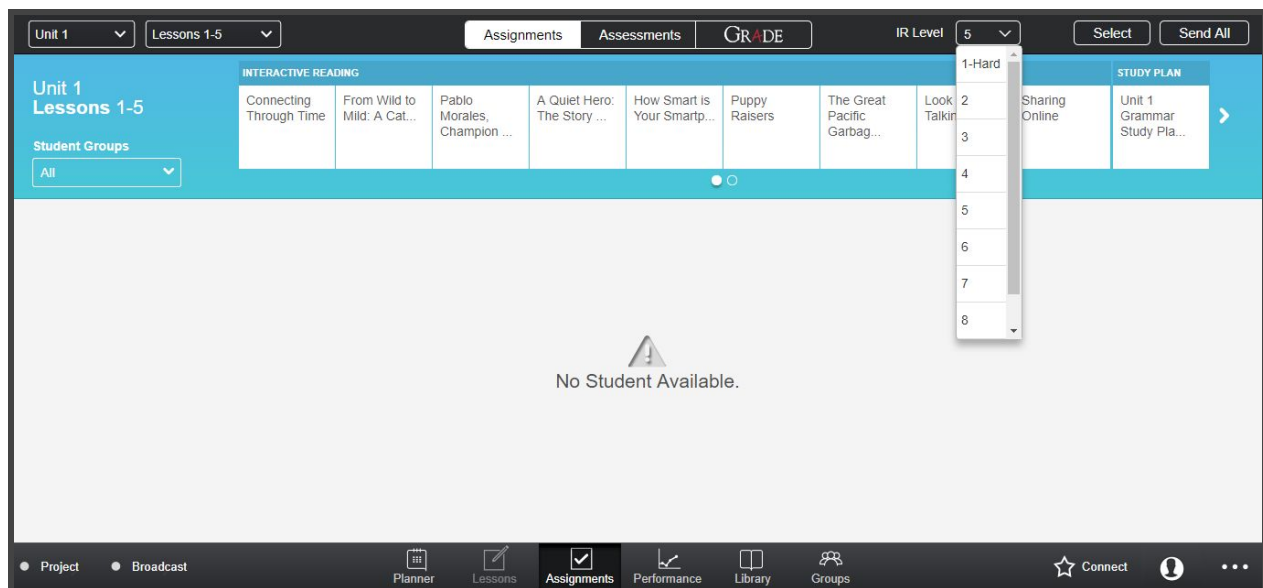 Unit 1
Lessons 1-5
Assignments
Assessments
GRADE
IR Level
5
Select
Send All
Unit 1
Lessons 1-5
Student Groups
All
INTERACTIVE READING
STUDY PLAN
Connecting
Through Time
From Wild to
Mild: A Cat...
Pablo
Morales,
Champion ...
A Quiet Hero:
The Story ...
How Smart is
Your Smartp...
Puppy
Raisers
The Great
Pacific
Garbag...
Look
Talkin
Sharing
Online
Unit 1
Grammar
Study Pla...
1-Hard
2
3
4
5
6
7
8
No Student Available.
Project
Broadcast
Planner
Lessons
Assignments
Performance
Library
Groups
Connect